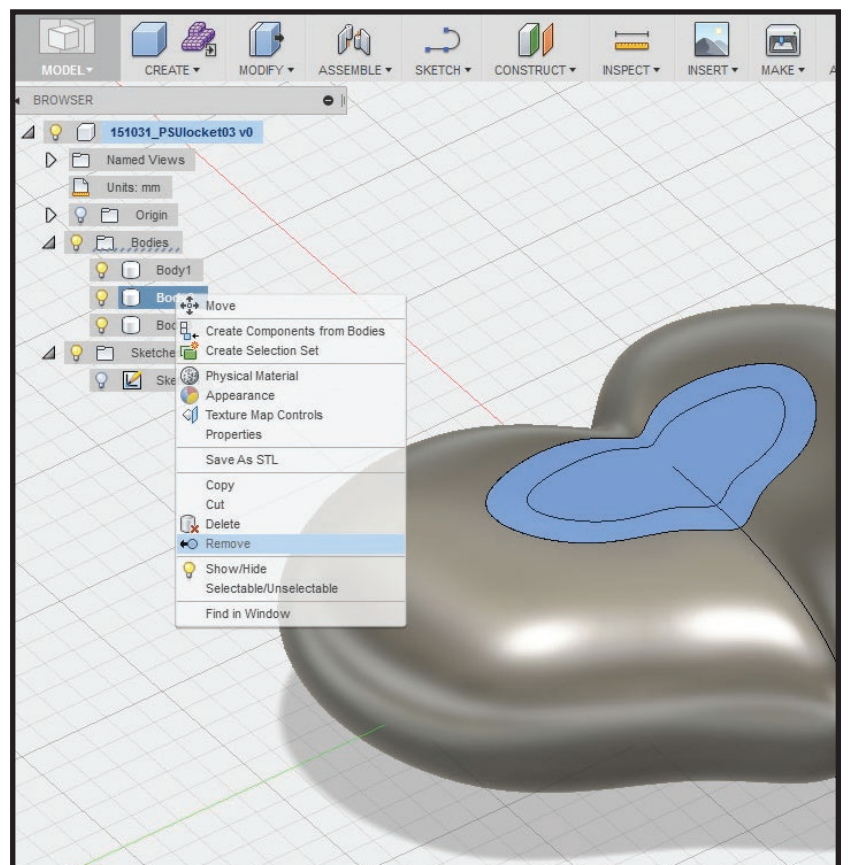 MODEL CREATE MODIFY ASSEMBLE SKETCH CONSTRUCT INSPECT INSERT MAKE
BROWSER
151031_PSUlocket03 v0
Named Views
Units: mm
Origin
Bodies
Body1
Move
Create Components from Bodies
Create Selection Set
Physical Material
Appearance
Texture Map Controls
Properties
Save As STL
Copy
Cut
Delete
Remove
Show/Hide
Selectable/Unselectable
Find in Window